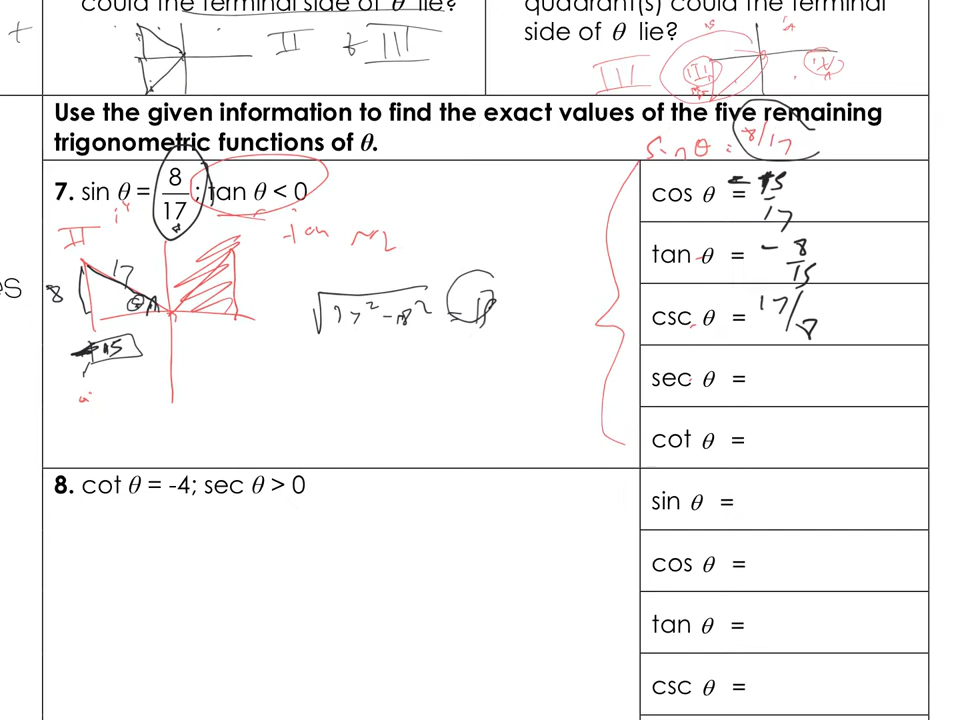 could the terminal side of θ lie?
quadrant(s) could the terminal
side of θ lie?
+
II & III
III
III
Use the given information to find the exact values of the five remaining
trigonometric functions of θ.
sin θ = 8/17
7. sin θ = 8/17; tan θ < 0
II
17
8
θ
-15
cos θ = -15/17
tan θ = -8/15
csc θ = 17/8
sec θ =
cot θ =
es
8. cot θ = -4; sec θ > 0
sin θ =
cos θ =
tan θ =
csc θ =